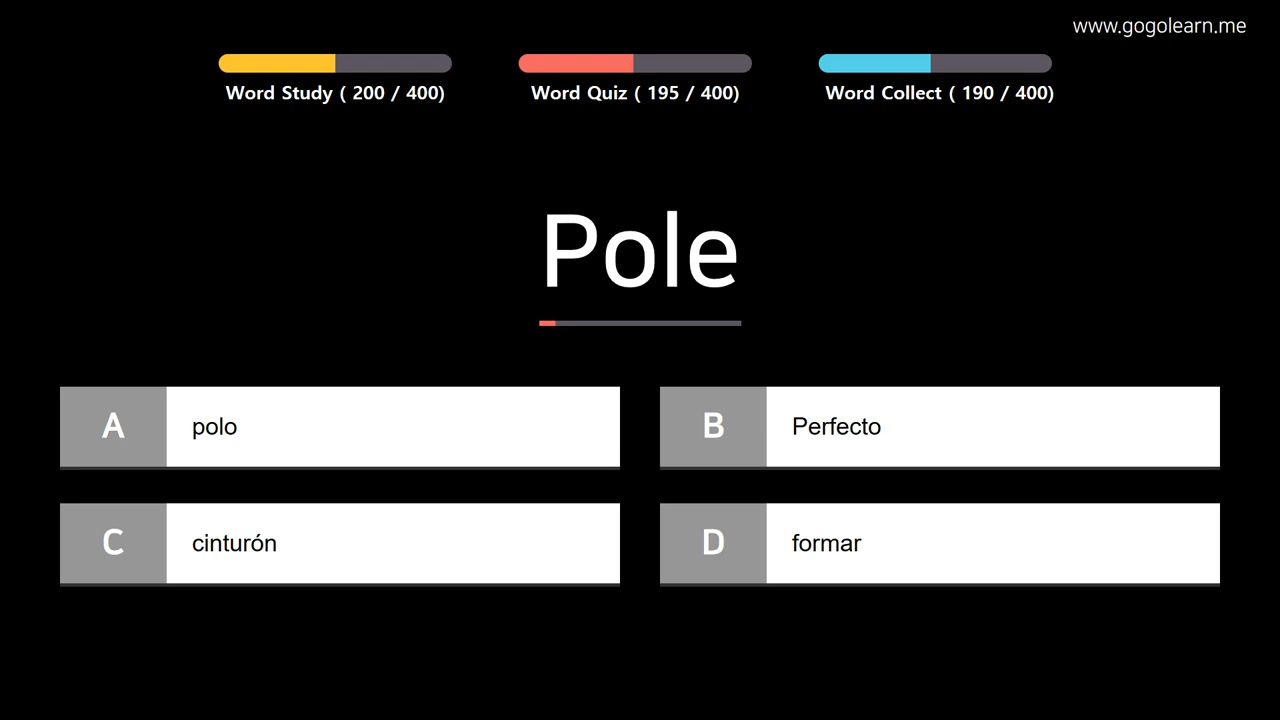 www.gogolearn.me
Word Study ( 200 / 400)
Word Quiz ( 195 / 400)
Word Collect ( 190 / 400)
Pole
A polo
B Perfecto
C cinturón
D formar